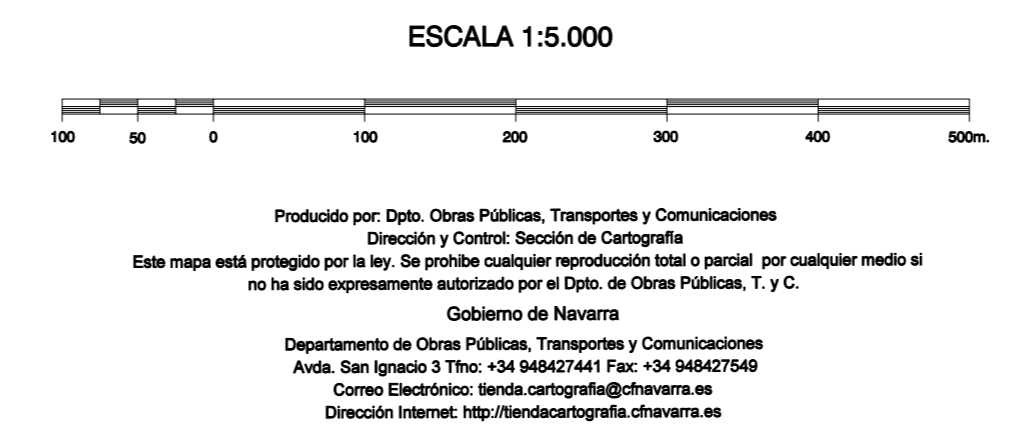 ESCALA 1:5.000
100 50 0 100 200 300 400 500m.
Producido por: Dpto. Obras Públicas, Transportes y Comunicaciones
Dirección y Control: Sección de Cartografía
Este mapa está protegido por la ley. Se prohibe cualquier reproducción total o parcial por cualquier medio si
no ha sido expresamente autorizado por el Dpto. de Obras Públicas, T. y C.
Gobierno de Navarra
Departamento de Obras Públicas, Transportes y Comunicaciones
Avda. San Ignacio 3 Tfno: +34 948427441 Fax: +34 948427549
Correo Electrónico: tienda.cartografia@cfnavarra.es
Dirección Internet: http://tiendacartografia.cfnavarra.es